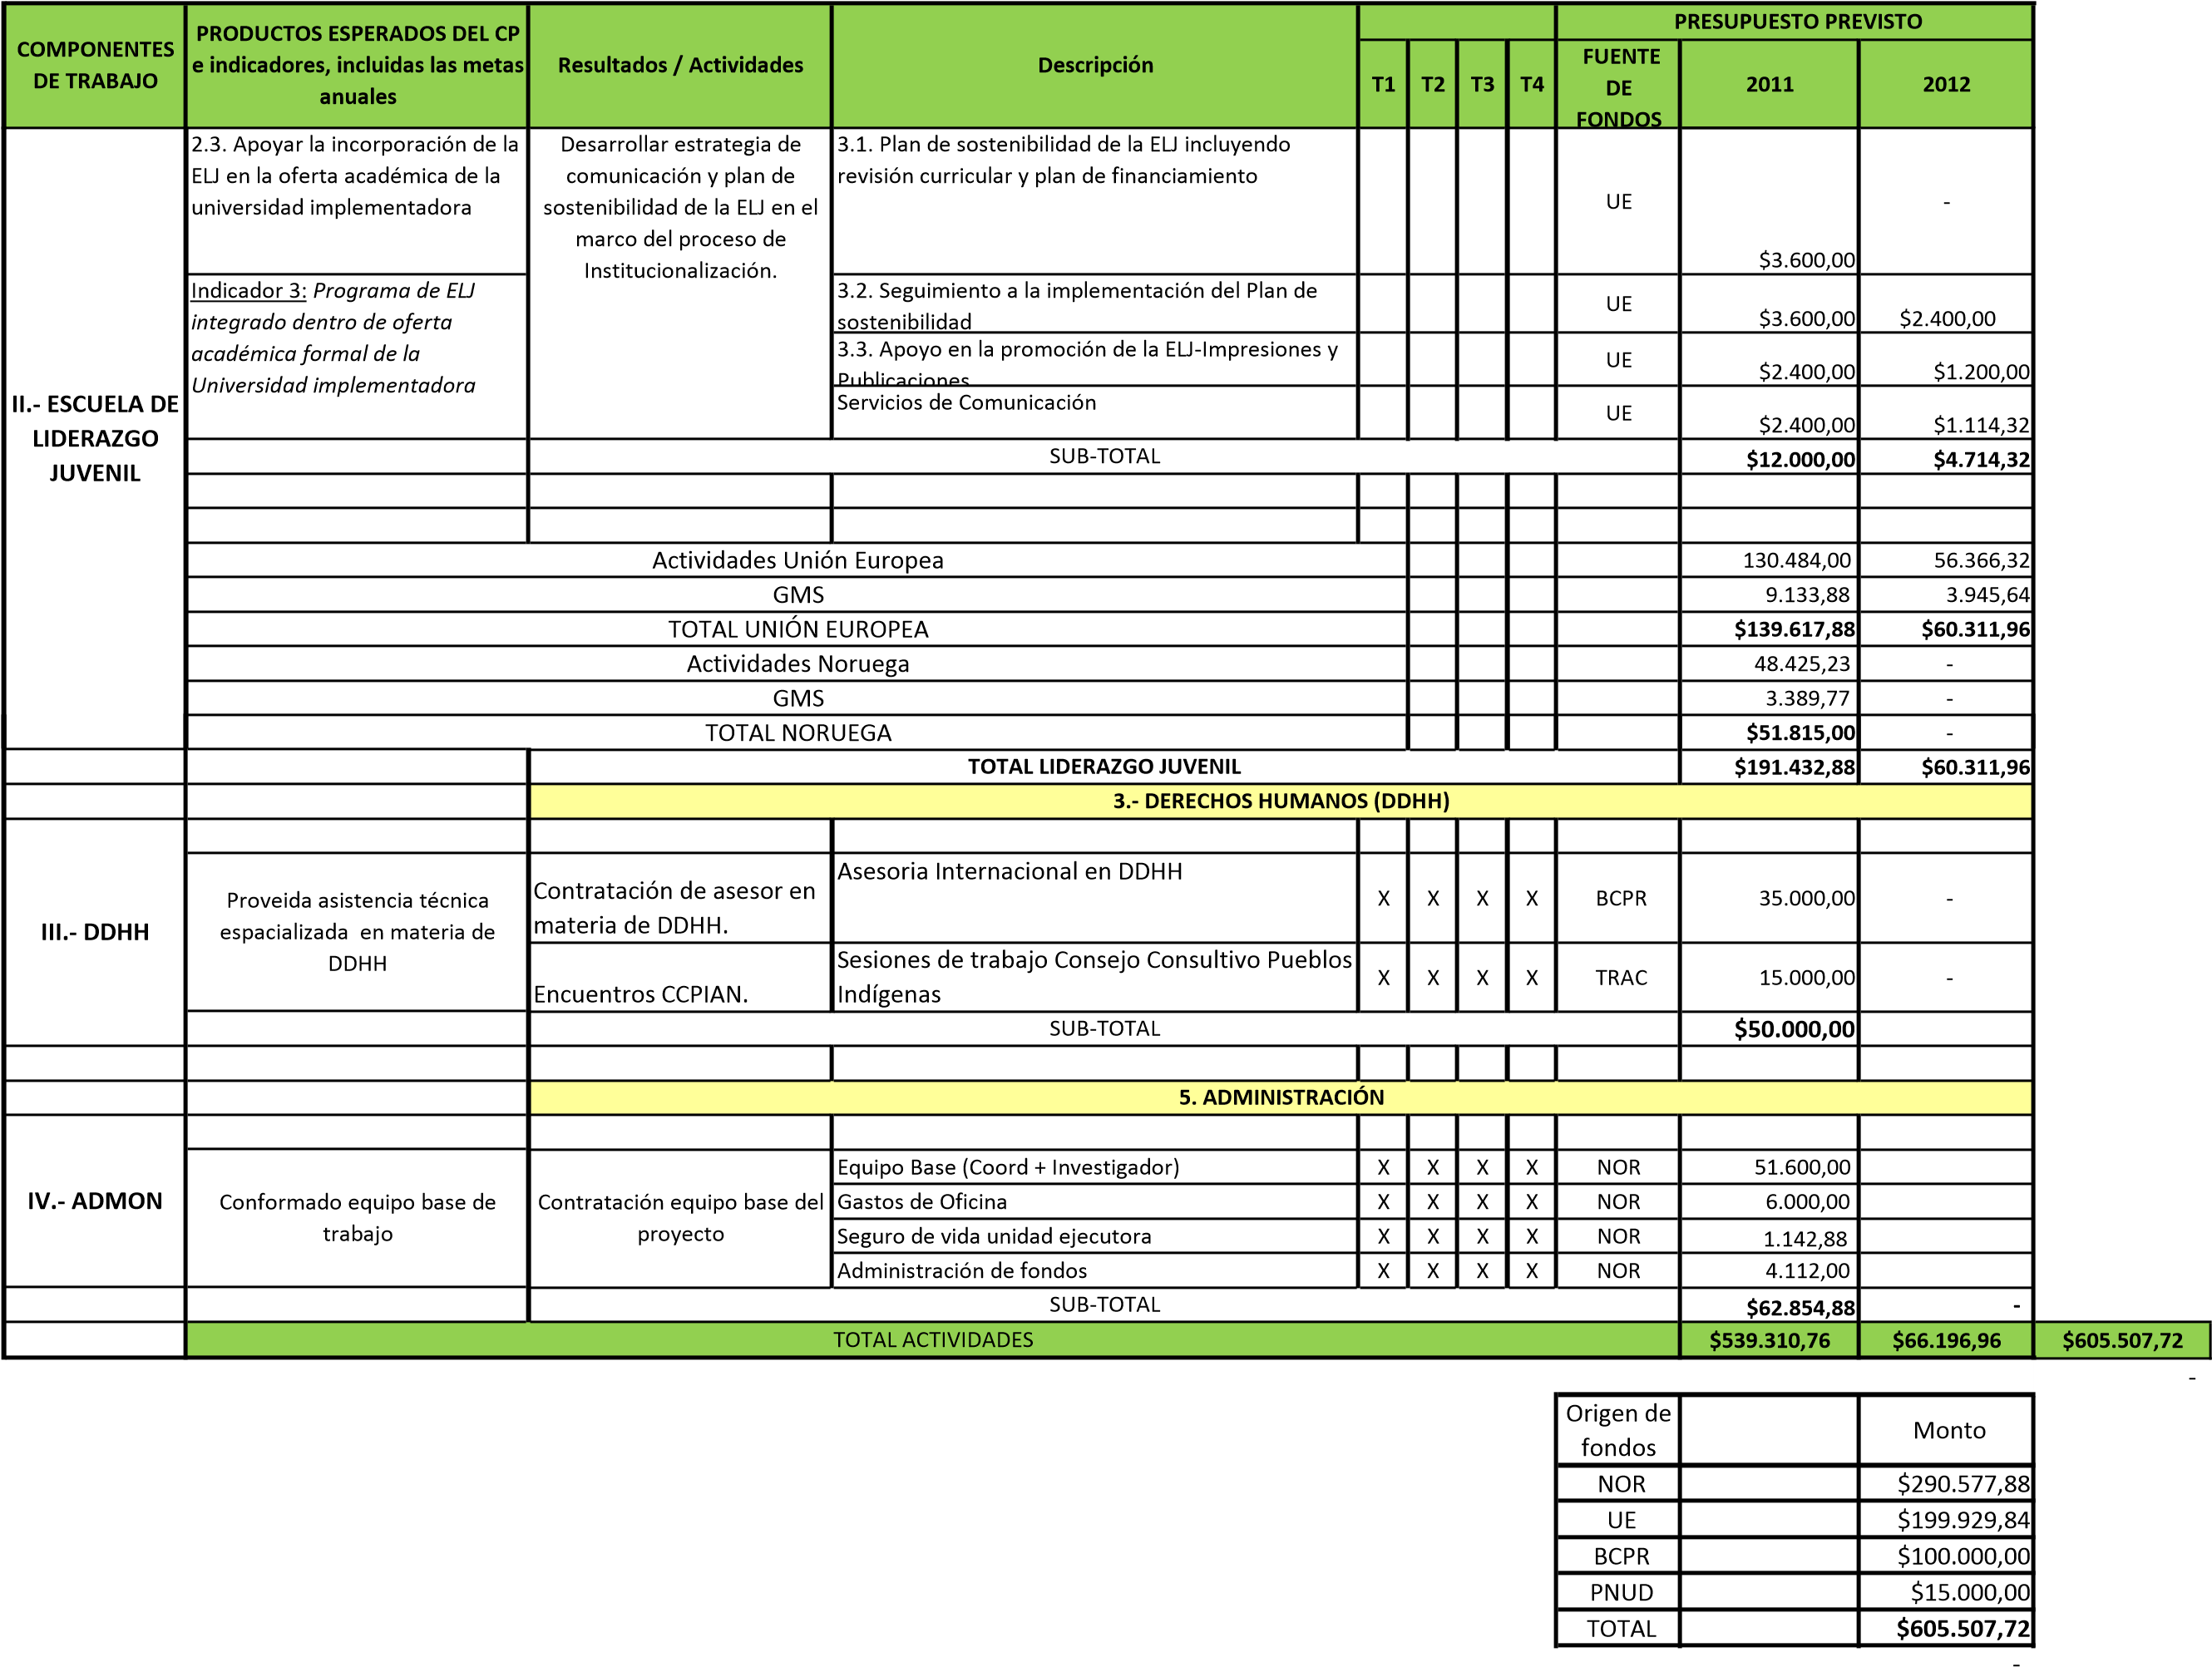 COMPONENTES
DE TRABAJO
PRODUCTOS ESPERADOS DEL CP
e indicadores, incluidas las metas
anuales
Resultados / Actividades
Descripción
T1
T2
T3
T4
PRESUPUESTO PREVISTO
FUENTE
DE
FONDOS
2011
2012
II.- ESCUELA DE
LIDERAZGO
JUVENIL
2.3. Apoyar la incorporación de la
ELJ en la oferta académica de la
universidad implementadora
Indicador 3: Programa de ELJ
integrado dentro de oferta
académica formal de la
Universidad implementadora
Desarrollar estrategia de
comunicación y plan de
sostenibilidad de la ELJ en el
marco del proceso de
Institucionalización.
3.1. Plan de sostenibilidad de la ELJ incluyendo
revisión curricular y plan de financiamiento
UE
$3.600,00
-
3.2. Seguimiento a la implementación del Plan de
sostenibilidad
UE
$3.600,00
$2.400,00
3.3. Apoyo en la promoción de la ELJ-Impresiones y
Publicaciones
UE
$2.400,00
$1.200,00
Servicios de Comunicación
UE
$2.400,00
$1.114,32
SUB-TOTAL
$12.000,00
$4.714,32
Actividades Unión Europea
130.484,00
56.366,32
GMS
9.133,88
3.945,64
TOTAL UNIÓN EUROPEA
$139.617,88
$60.311,96
Actividades Noruega
48.425,23
-
GMS
3.389,77
-
TOTAL NORUEGA
$51.815,00
-
TOTAL LIDERAZGO JUVENIL
$191.432,88
$60.311,96
3.- DERECHOS HUMANOS (DDHH)
III.- DDHH
Proveida asistencia técnica
espacializada  en materia de
DDHH
Contratación de asesor en
materia de DDHH.
Asesoria Internacional en DDHH
X
X
X
X
BCPR
35.000,00
-
Encuentros CCPIAN.
Sesiones de trabajo Consejo Consultivo Pueblos
Indígenas
X
X
X
X
TRAC
15.000,00
-
SUB-TOTAL
$50.000,00
5. ADMINISTRACIÓN
IV.- ADMON
Conformado equipo base de
trabajo
Contratación equipo base del
proyecto
Equipo Base (Coord + Investigador)
X
X
X
X
NOR
51.600,00
Gastos de Oficina
X
X
X
X
NOR
6.000,00
Seguro de vida unidad ejecutora
X
X
X
X
NOR
1.142,88
Administración de fondos
X
X
X
X
NOR
4.112,00
SUB-TOTAL
$62.854,88
-
TOTAL ACTIVIDADES
$539.310,76
$66.196,96
$605.507,72
-
Origen de
fondos
Monto
NOR
$290.577,88
UE
$199.929,84
BCPR
$100.000,00
PNUD
$15.000,00
TOTAL
$605.507,72
-